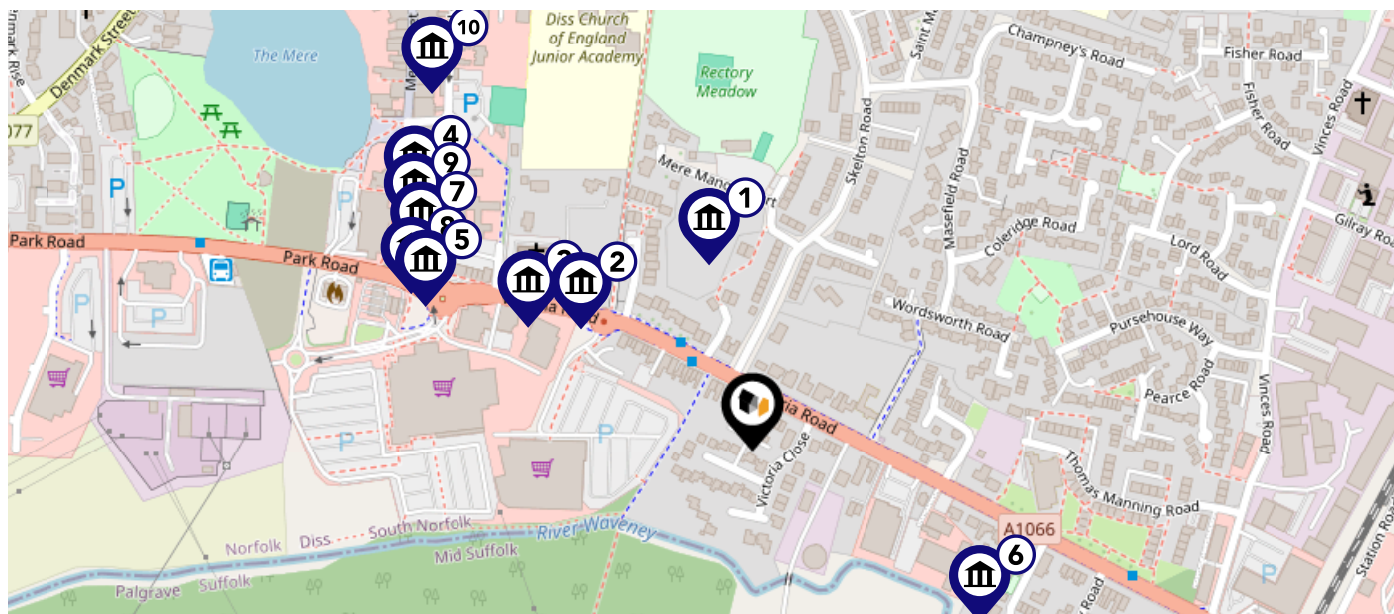 10
Diss Church
of England
Junior Academy
Denmark Street
The Mere
P
Rectory
Meadow
Champney's Road
Fisher Road
Fisher Road
Vinces Road
077
Skelton Road
4
9
7
5
Mere Manor Court
1
P
P
Masefield Road
Coleridge Road
Gilray Road
Lord Road
Park Road
Park Road
2
Wordsworth Road
Pursehouse Way
Pearce Road
Vinces Road
P
P
P
P
P
Victoria Close
Thomas Manning Road
A1066
Station Road
South Norfolk
Norfolk
Diss
River Waveney
Mid Suffolk
Palgrave
Suffolk
6
P